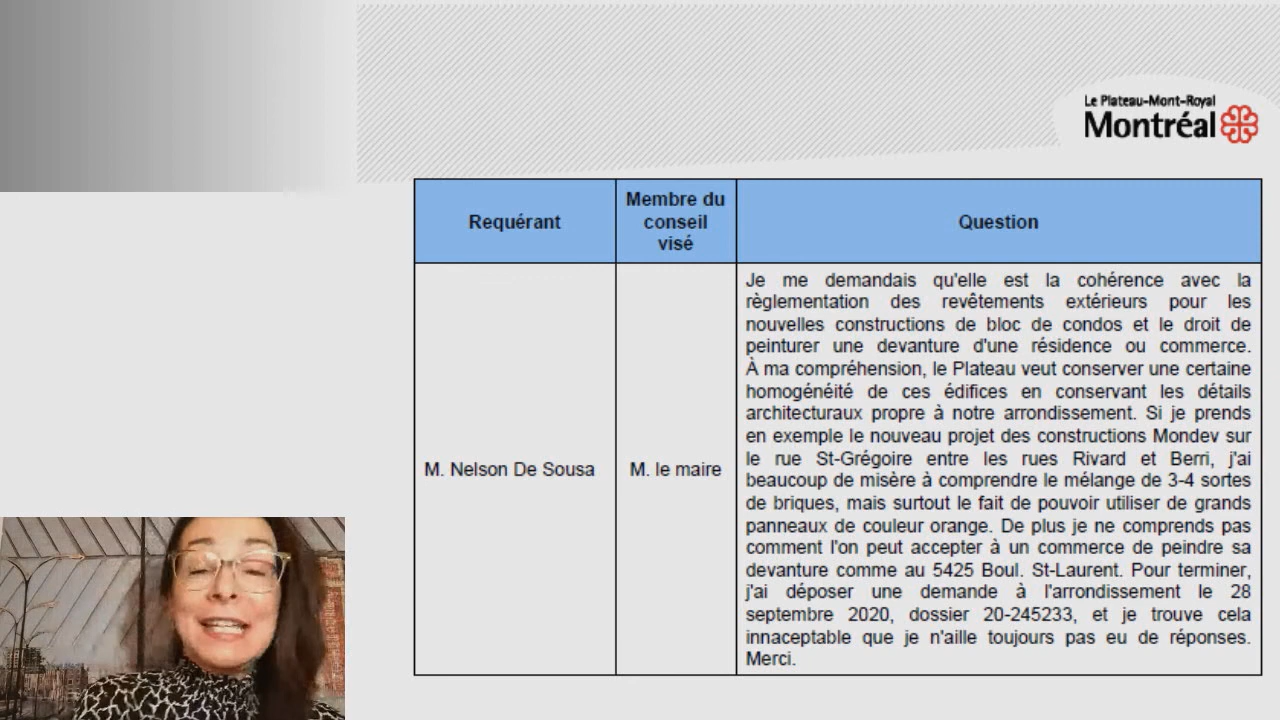 Le Plateau-Mont-Royal
Montréal
Requérant
Membre du
conseil
visé
Question
M. Nelson De Sousa
M. le maire
Je me demandais qu'elle est la cohérence avec la
règlementation des revêtements extérieurs pour les
nouvelles constructions de bloc de condos et le droit de
peinturer une devanture d'une résidence ou commerce.
À ma compréhension, le Plateau veut conserver une certaine
homogénéité de ces édifices en conservant les détails
architecturaux propre à notre arrondissement. Si je prends
en exemple le nouveau projet des constructions Mondev sur
le rue St-Grégoire entre les rues Rivard et Berri, j'ai
beaucoup de misère à comprendre le mélange de 3-4 sortes
de briques, mais surtout le fait de pouvoir utiliser de grands
panneaux de couleur orange. De plus je ne comprends pas
comment l'on peut accepter à un commerce de peindre sa
devanture comme au 5425 Boul. St-Laurent. Pour terminer,
j'ai déposer une demande à l'arrondissement le 28
septembre 2020, dossier 20-245233, et je trouve cela
innaceptable que je n'aille toujours pas eu de réponses.
Merci.